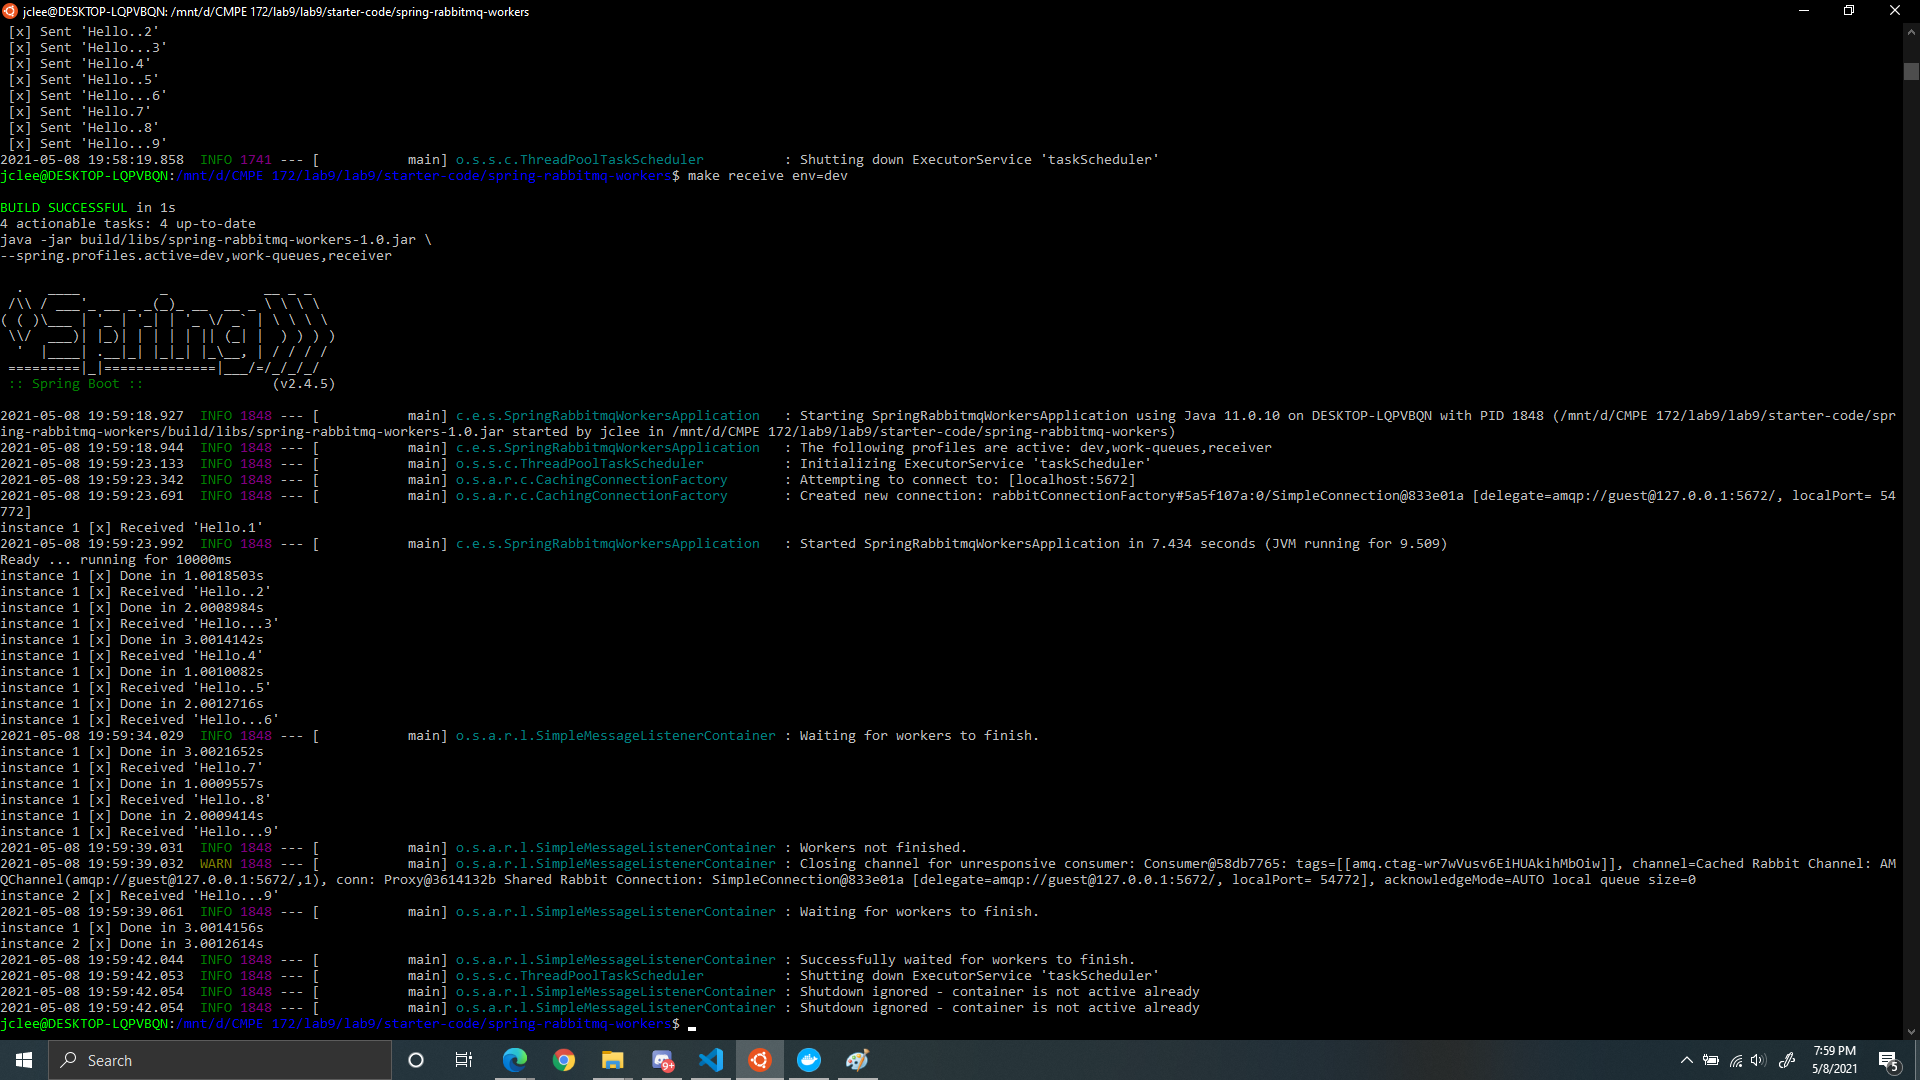 jclee@DESKTOP-LQPVBQN: /mnt/d/CMPE 172/lab9/lab9/starter-code/spring-rabbitmq-workers
[x] Sent 'Hello..2'
[x] Sent 'Hello...3'
[x] Sent 'Hello.4'
[x] Sent 'Hello..5'
[x] Sent 'Hello...6'
[x] Sent 'Hello.7'
[x] Sent 'Hello..8'
[x] Sent 'Hello...9'
2021-05-08 19:58:19.858  INFO 1741 --- [           main] o.s.s.c.ThreadPoolTaskScheduler          : Shutting down ExecutorService 'taskScheduler'
jclee@DESKTOP-LQPVBQN:/mnt/d/CMPE 172/lab9/lab9/starter-code/spring-rabbitmq-workers$ make receive env=dev
BUILD SUCCESSFUL in 1s
4 actionable tasks: 4 up-to-date
java -jar build/libs/spring-rabbitmq-workers-1.0.jar \
--spring.profiles.active=dev,work-queues,receiver
  .   ____          _            __ _ _
 /\\ / ___'_ __ _ _(_)_ __  __ _ \ \ \ \
( ( )\___ | '_ | '_| | '_ \/ _` | \ \ \ \
 \\/  ___)| |_)| | | | | || (_| |  ) ) ) )
  '  |____| .__|_| |_|_| |_\__, | / / / /
 =========|_|==============|___/=/_/_/_/
 :: Spring Boot ::                (v2.4.5)
2021-05-08 19:59:18.927  INFO 1848 --- [           main] c.e.s.SpringRabbitmqWorkersApplication   : Starting SpringRabbitmqWorkersApplication using Java 11.0.10 on DESKTOP-LQPVBQN with PID 1848 (/mnt/d/CMPE 172/lab9/lab9/starter-code/spr
ing-rabbitmq-workers/build/libs/spring-rabbitmq-workers-1.0.jar started by jclee in /mnt/d/CMPE 172/lab9/lab9/starter-code/spring-rabbitmq-workers)
2021-05-08 19:59:18.944  INFO 1848 --- [           main] c.e.s.SpringRabbitmqWorkersApplication   : The following profiles are active: dev,work-queues,receiver
2021-05-08 19:59:23.133  INFO 1848 --- [           main] o.s.s.c.ThreadPoolTaskScheduler          : Initializing ExecutorService 'taskScheduler'
2021-05-08 19:59:23.342  INFO 1848 --- [           main] o.s.a.r.c.CachingConnectionFactory       : Attempting to connect to: [localhost:5672]
2021-05-08 19:59:23.691  INFO 1848 --- [           main] o.s.a.r.c.CachingConnectionFactory       : Created new connection: rabbitConnectionFactory#5a5f107a:0/SimpleConnection@833e01a [delegate=amqp://guest@127.0.0.1:5672/, localPort= 54
772]
instance 1 [x] Received 'Hello.1'
2021-05-08 19:59:23.992  INFO 1848 --- [           main] c.e.s.SpringRabbitmqWorkersApplication   : Started SpringRabbitmqWorkersApplication in 7.434 seconds (JVM running for 9.509)
Ready ... running for 10000ms
instance 1 [x] Done in 1.0018503s
instance 1 [x] Received 'Hello..2'
instance 1 [x] Done in 2.0008984s
instance 1 [x] Received 'Hello...3'
instance 1 [x] Done in 3.0014142s
instance 1 [x] Received 'Hello.4'
instance 1 [x] Done in 1.0010082s
instance 1 [x] Received 'Hello..5'
instance 1 [x] Done in 2.0012716s
instance 1 [x] Received 'Hello...6'
2021-05-08 19:59:34.029  INFO 1848 --- [           main] o.s.a.r.l.SimpleMessageListenerContainer : Waiting for workers to finish.
instance 1 [x] Done in 3.0021652s
instance 1 [x] Received 'Hello.7'
instance 1 [x] Done in 1.0009557s
instance 1 [x] Received 'Hello..8'
instance 1 [x] Done in 2.0009414s
instance 1 [x] Received 'Hello...9'
2021-05-08 19:59:39.031  INFO 1848 --- [           main] o.s.a.r.l.SimpleMessageListenerContainer : Workers not finished.
2021-05-08 19:59:39.032  WARN 1848 --- [           main] o.s.a.r.l.SimpleMessageListenerContainer : Closing channel for unresponsive consumer: Consumer@58db7765: tags=[[amq.ctag-wr7wVusv6EiHUAkihMbOiw]], channel=Cached Rabbit Channel: AM
QChannel(amqp://guest@127.0.0.1:5672/,1), conn: Proxy@3614132b Shared Rabbit Connection: SimpleConnection@833e01a [delegate=amqp://guest@127.0.0.1:5672/, localPort= 54772], acknowledgeMode=AUTO local queue size=0
instance 2 [x] Received 'Hello...9'
2021-05-08 19:59:39.061  INFO 1848 --- [           main] o.s.a.r.l.SimpleMessageListenerContainer : Waiting for workers to finish.
instance 1 [x] Done in 3.0014156s
instance 2 [x] Done in 3.0012614s
2021-05-08 19:59:42.044  INFO 1848 --- [           main] o.s.a.r.l.SimpleMessageListenerContainer : Successfully waited for workers to finish.
2021-05-08 19:59:42.053  INFO 1848 --- [           main] o.s.s.c.ThreadPoolTaskScheduler          : Shutting down ExecutorService 'taskScheduler'
2021-05-08 19:59:42.054  INFO 1848 --- [           main] o.s.a.r.l.SimpleMessageListenerContainer : Shutdown ignored - container is not active already
2021-05-08 19:59:42.054  INFO 1848 --- [           main] o.s.a.r.l.SimpleMessageListenerContainer : Shutdown ignored - container is not active already
jclee@DESKTOP-LQPVBQN:/mnt/d/CMPE 172/lab9/lab9/starter-code/spring-rabbitmq-workers$
Search
9+
7:59 PM
5/8/2021
5